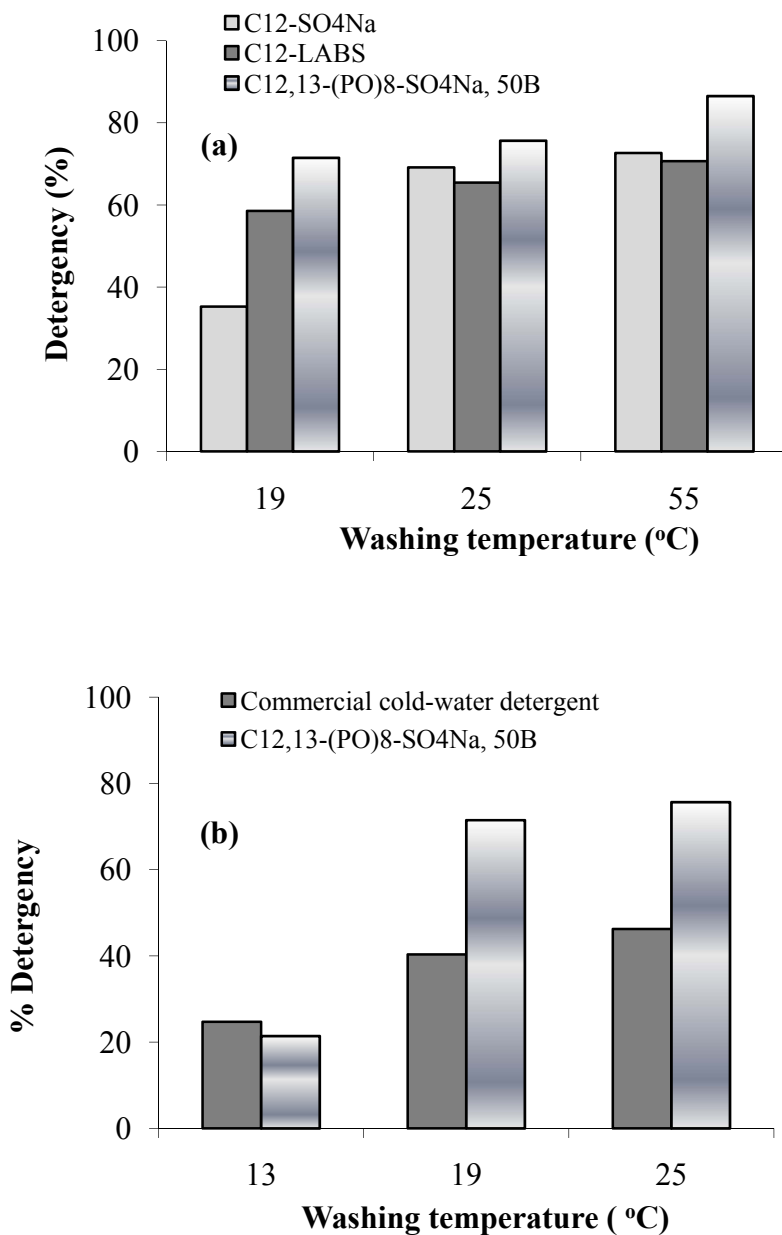 100
80
60
40
20
0
Detergency (%)
C12-SO4Na
C12-LABS
C12,13-(PO)8-SO4Na, 50B
(a)
19 25 55
Washing temperature (oC)
100
80
60
40
20
0
% Detergency
Commercial cold-water detergent
C12,13-(PO)8-SO4Na, 50B
(b)
13 19 25
Washing temperature ( oC)